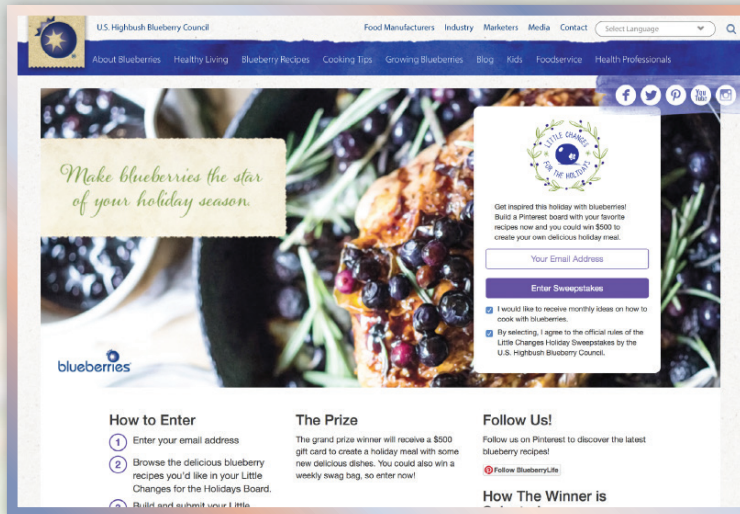 U.S. Highbush Blueberry Council
Food Manufacturers Industry Marketers Media Contact Select Language
About Blueberries Healthy Living Blueberry Recipes Cooking Tips Growing Blueberries Blog Kids Foodservice Health Professionals
You
Tube
Make blueberries the star
of your holiday season.
LITTLE CHANGES
FOR THE HOLIDAYS
Get inspired this holiday with blueberries!
Build a Pinterest board with your favorite
recipes now and you could win $500 to
create your own delicious holiday meal.
Your Email Address
Enter Sweepstakes
I would like to receive monthly ideas on how to
cook with blueberries.
By selecting, I agree to the official rules of the
Little Changes Holiday Sweepstakes by the
U.S. Highbush Blueberry Council.
blueberries
How to Enter
1 Enter your email address
2 Browse the delicious blueberry
recipes you'd like in your Little
Changes for the Holidays Board.
3 Build and submit your Little
The Prize
The grand prize winner will receive a $500
gift card to create a holiday meal with some
new delicious dishes. You could also win a
weekly swag bag, so enter now!
Follow Us!
Follow us on Pinterest to discover the latest
blueberry recipes!
Follow BlueberryLife
How The Winner is